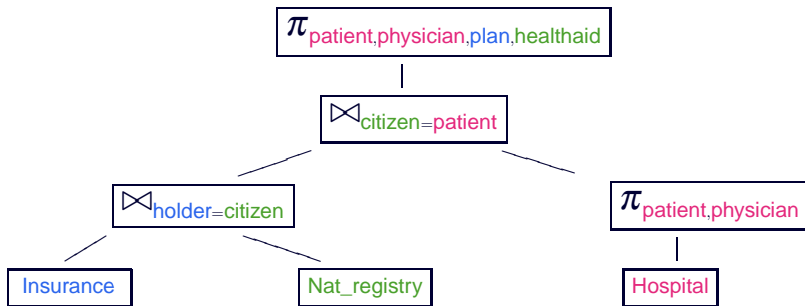 π patient,physician,plan,healthaid
⋈ citizen=patient
⋈ holder=citizen
π patient,physician
Insurance
Nat_registry
Hospital